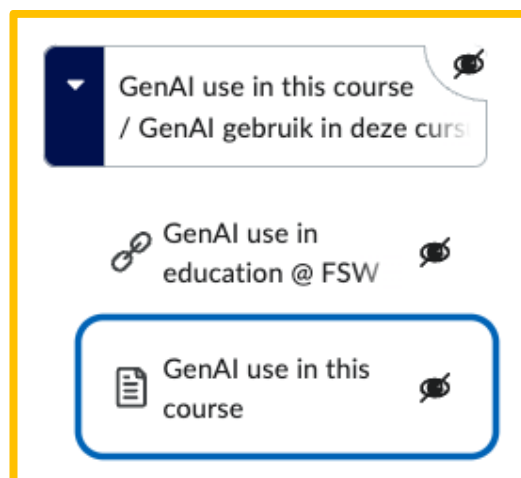 GenAI use in this course
/ GenAI gebruik in deze curs
GenAI use in
education @ FSW
GenAI use in this
course